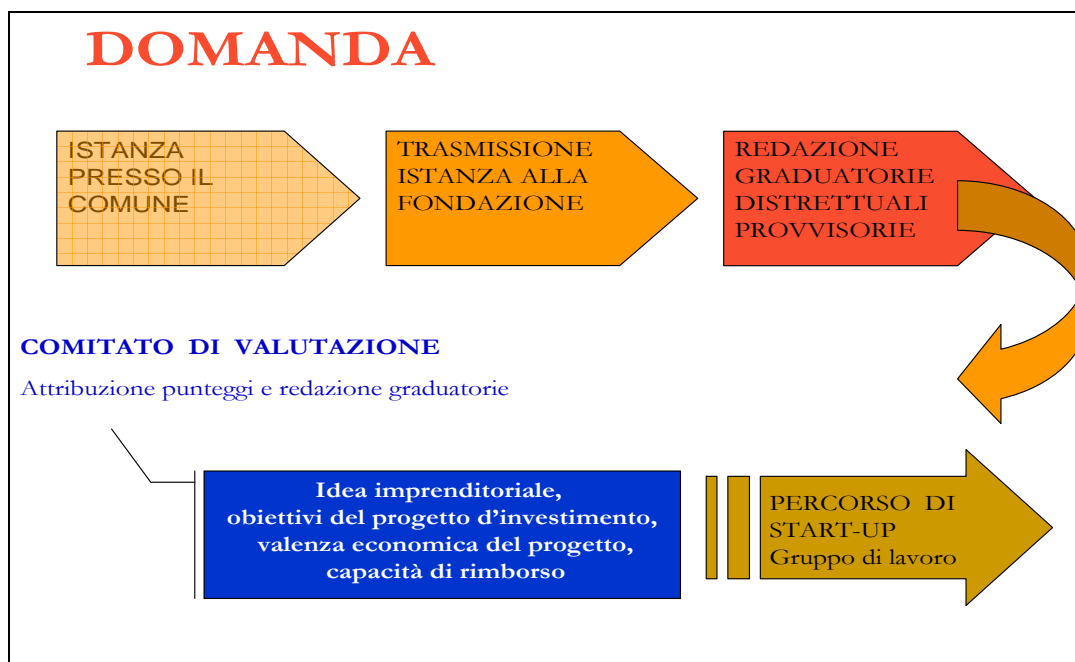 DOMANDA
ISTANZA
PRESSO IL
COMUNE
TRASMISSIONE
ISTANZA ALLA
FONDAZIONE
REDAZIONE
GRADUATORIE
DISTRETTUALI
PROVVISORIE
COMITATO DI VALUTAZIONE
Attribuzione punteggi e redazione graduatorie
Idea imprenditoriale,
obiettivi del progetto d’investimento,
valenza economica del progetto,
capacità di rimborso
PERCORSO DI
START-UP
Gruppo di lavoro